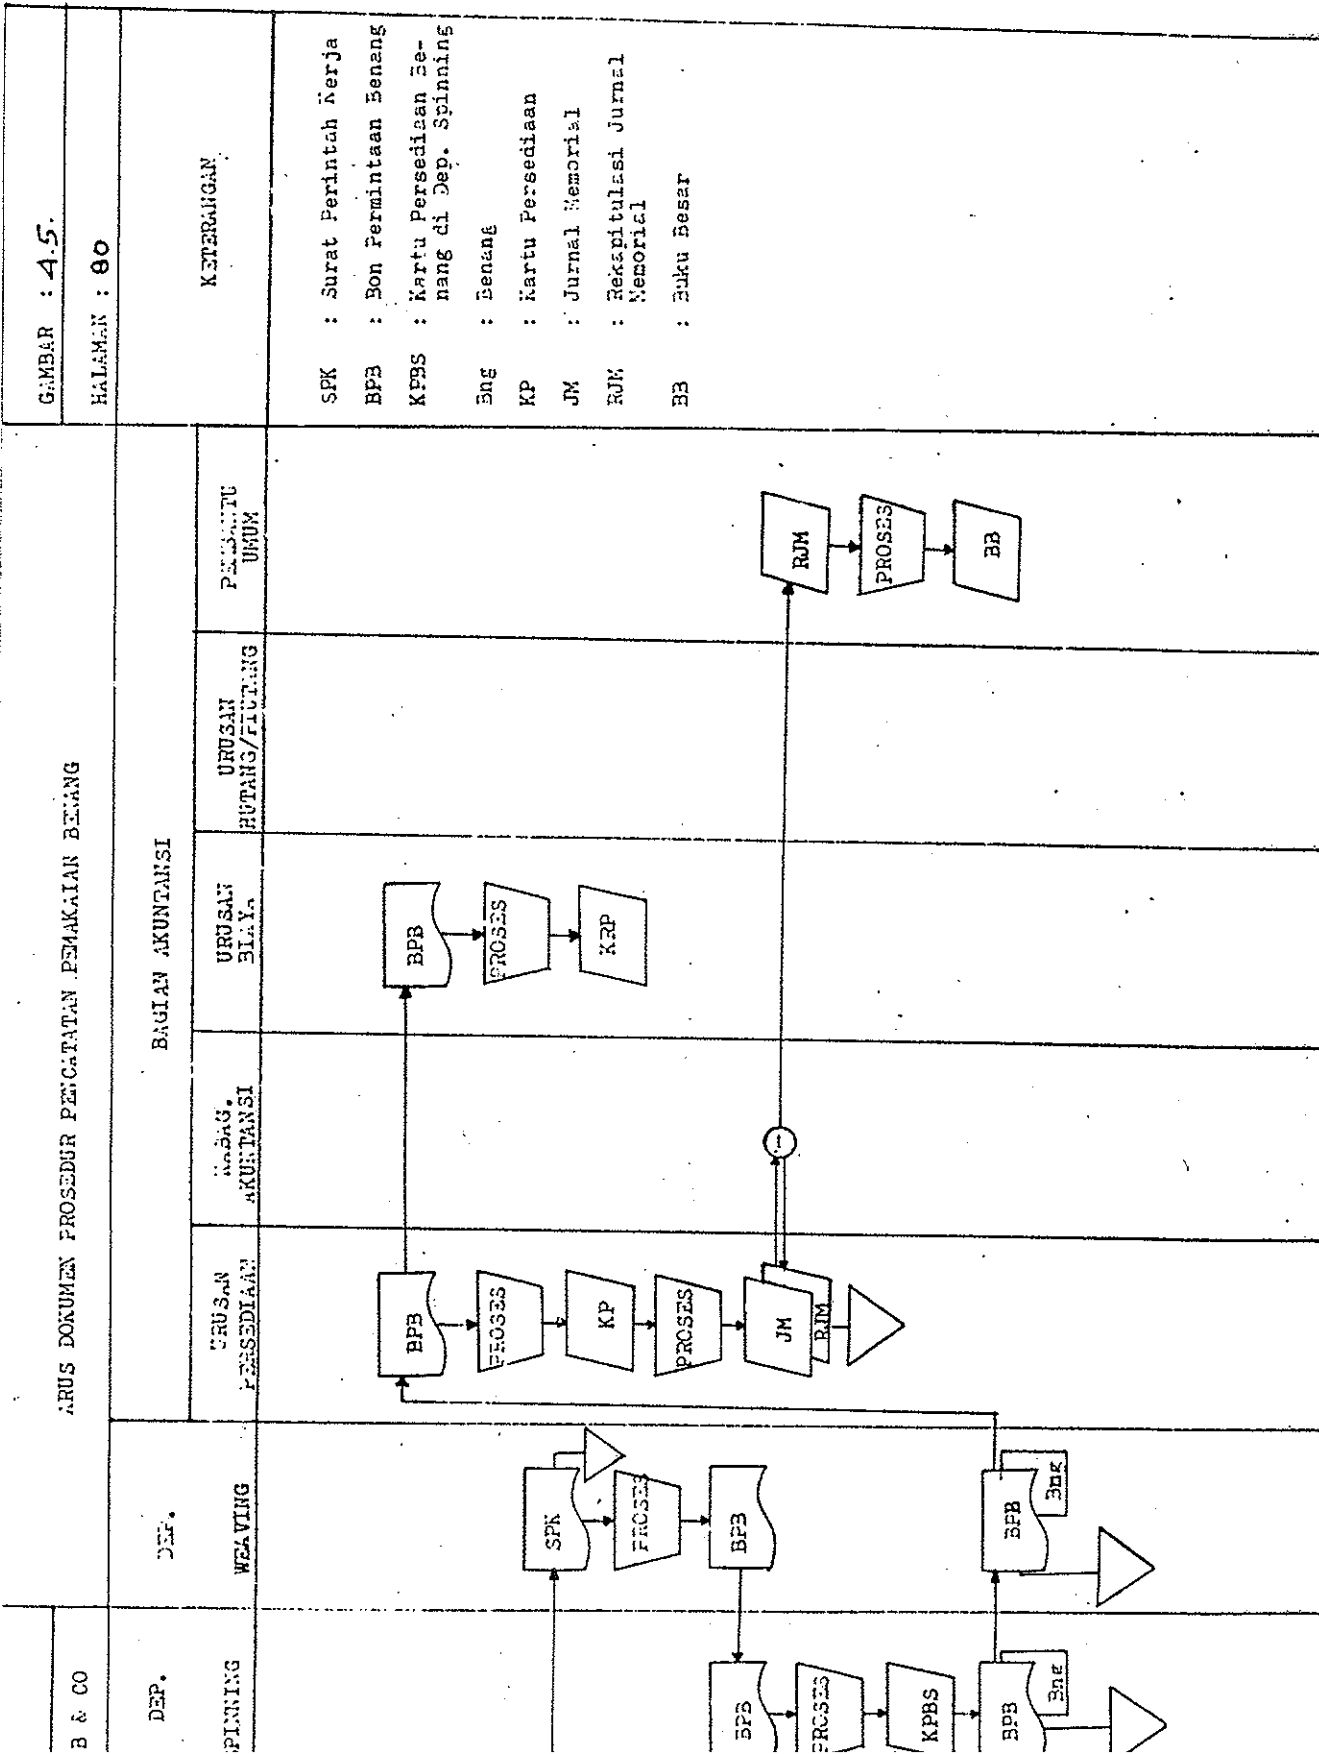 GAMBAR : 4.5.
HALAMAN : 80
B & CO
ARUS DOKUMEN PROSEDUR PENCATATAN PEMAKAIAN BENANG
DEP.
SPINNING
DEP.
WEAVING
BAGIAN AKUNTANSI
URUSAN
PERSEDIAAN
KABAG.
AKUNTANSI
URUSAN
BIAYA
URUSAN
HUTANG/PIUTANG
PEMBANTU
UMUM
KETERANGAN
SPK : Surat Perintah Kerja
BPB : Bon Permintaan Benang
KPBS : Kartu Persediaan Be-
nang di Dep. Spinning
Bng : Benang
KP : Kartu Persediaan
JM : Jurnal Memorial
RJM : Rekapitulasi Jurnal
Memorial
BB : Buku Besar
BPB
PROSES
KPBS
BPB
Bng
SPK
PROSES
BPB
BPB
Bng
BPB
PROSES
KP
PROSES
JM
RJM
BPB
PROSES
KRP
RJM
PROSES
BB